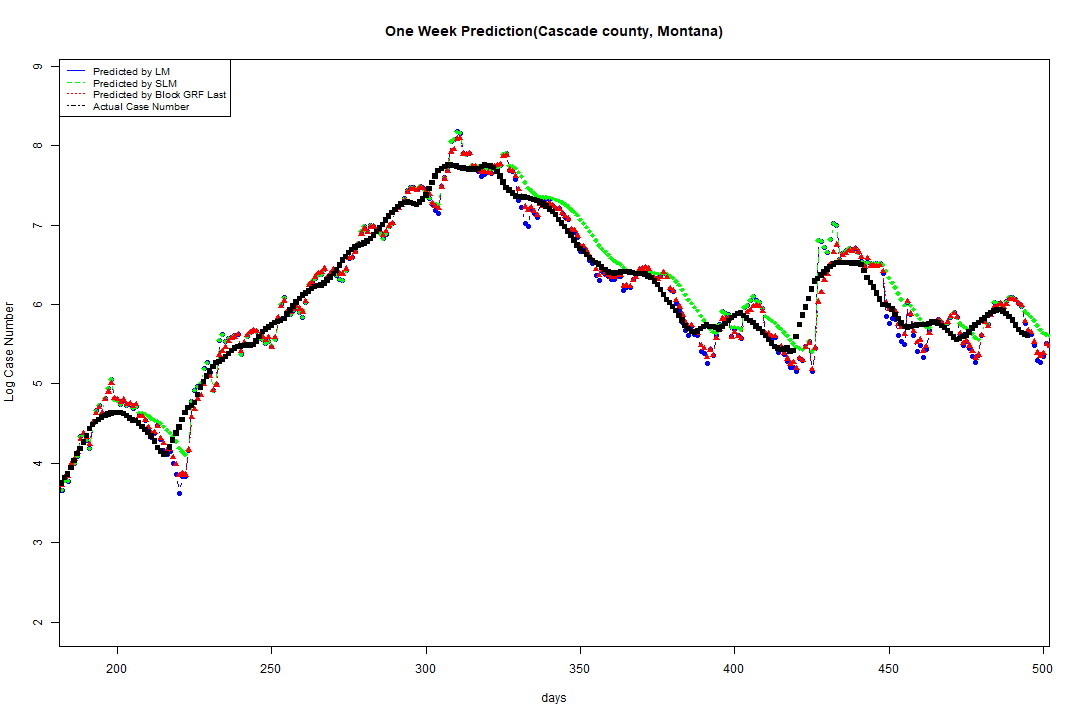 One Week Prediction(Cascade county, Montana)
Predicted by LM
Predicted by SLM
Predicted by Block GRF Last
Actual Case Number
Log Case Number
9
8
7
6
5
4
3
2
200 250 300 350 400 450 500
days